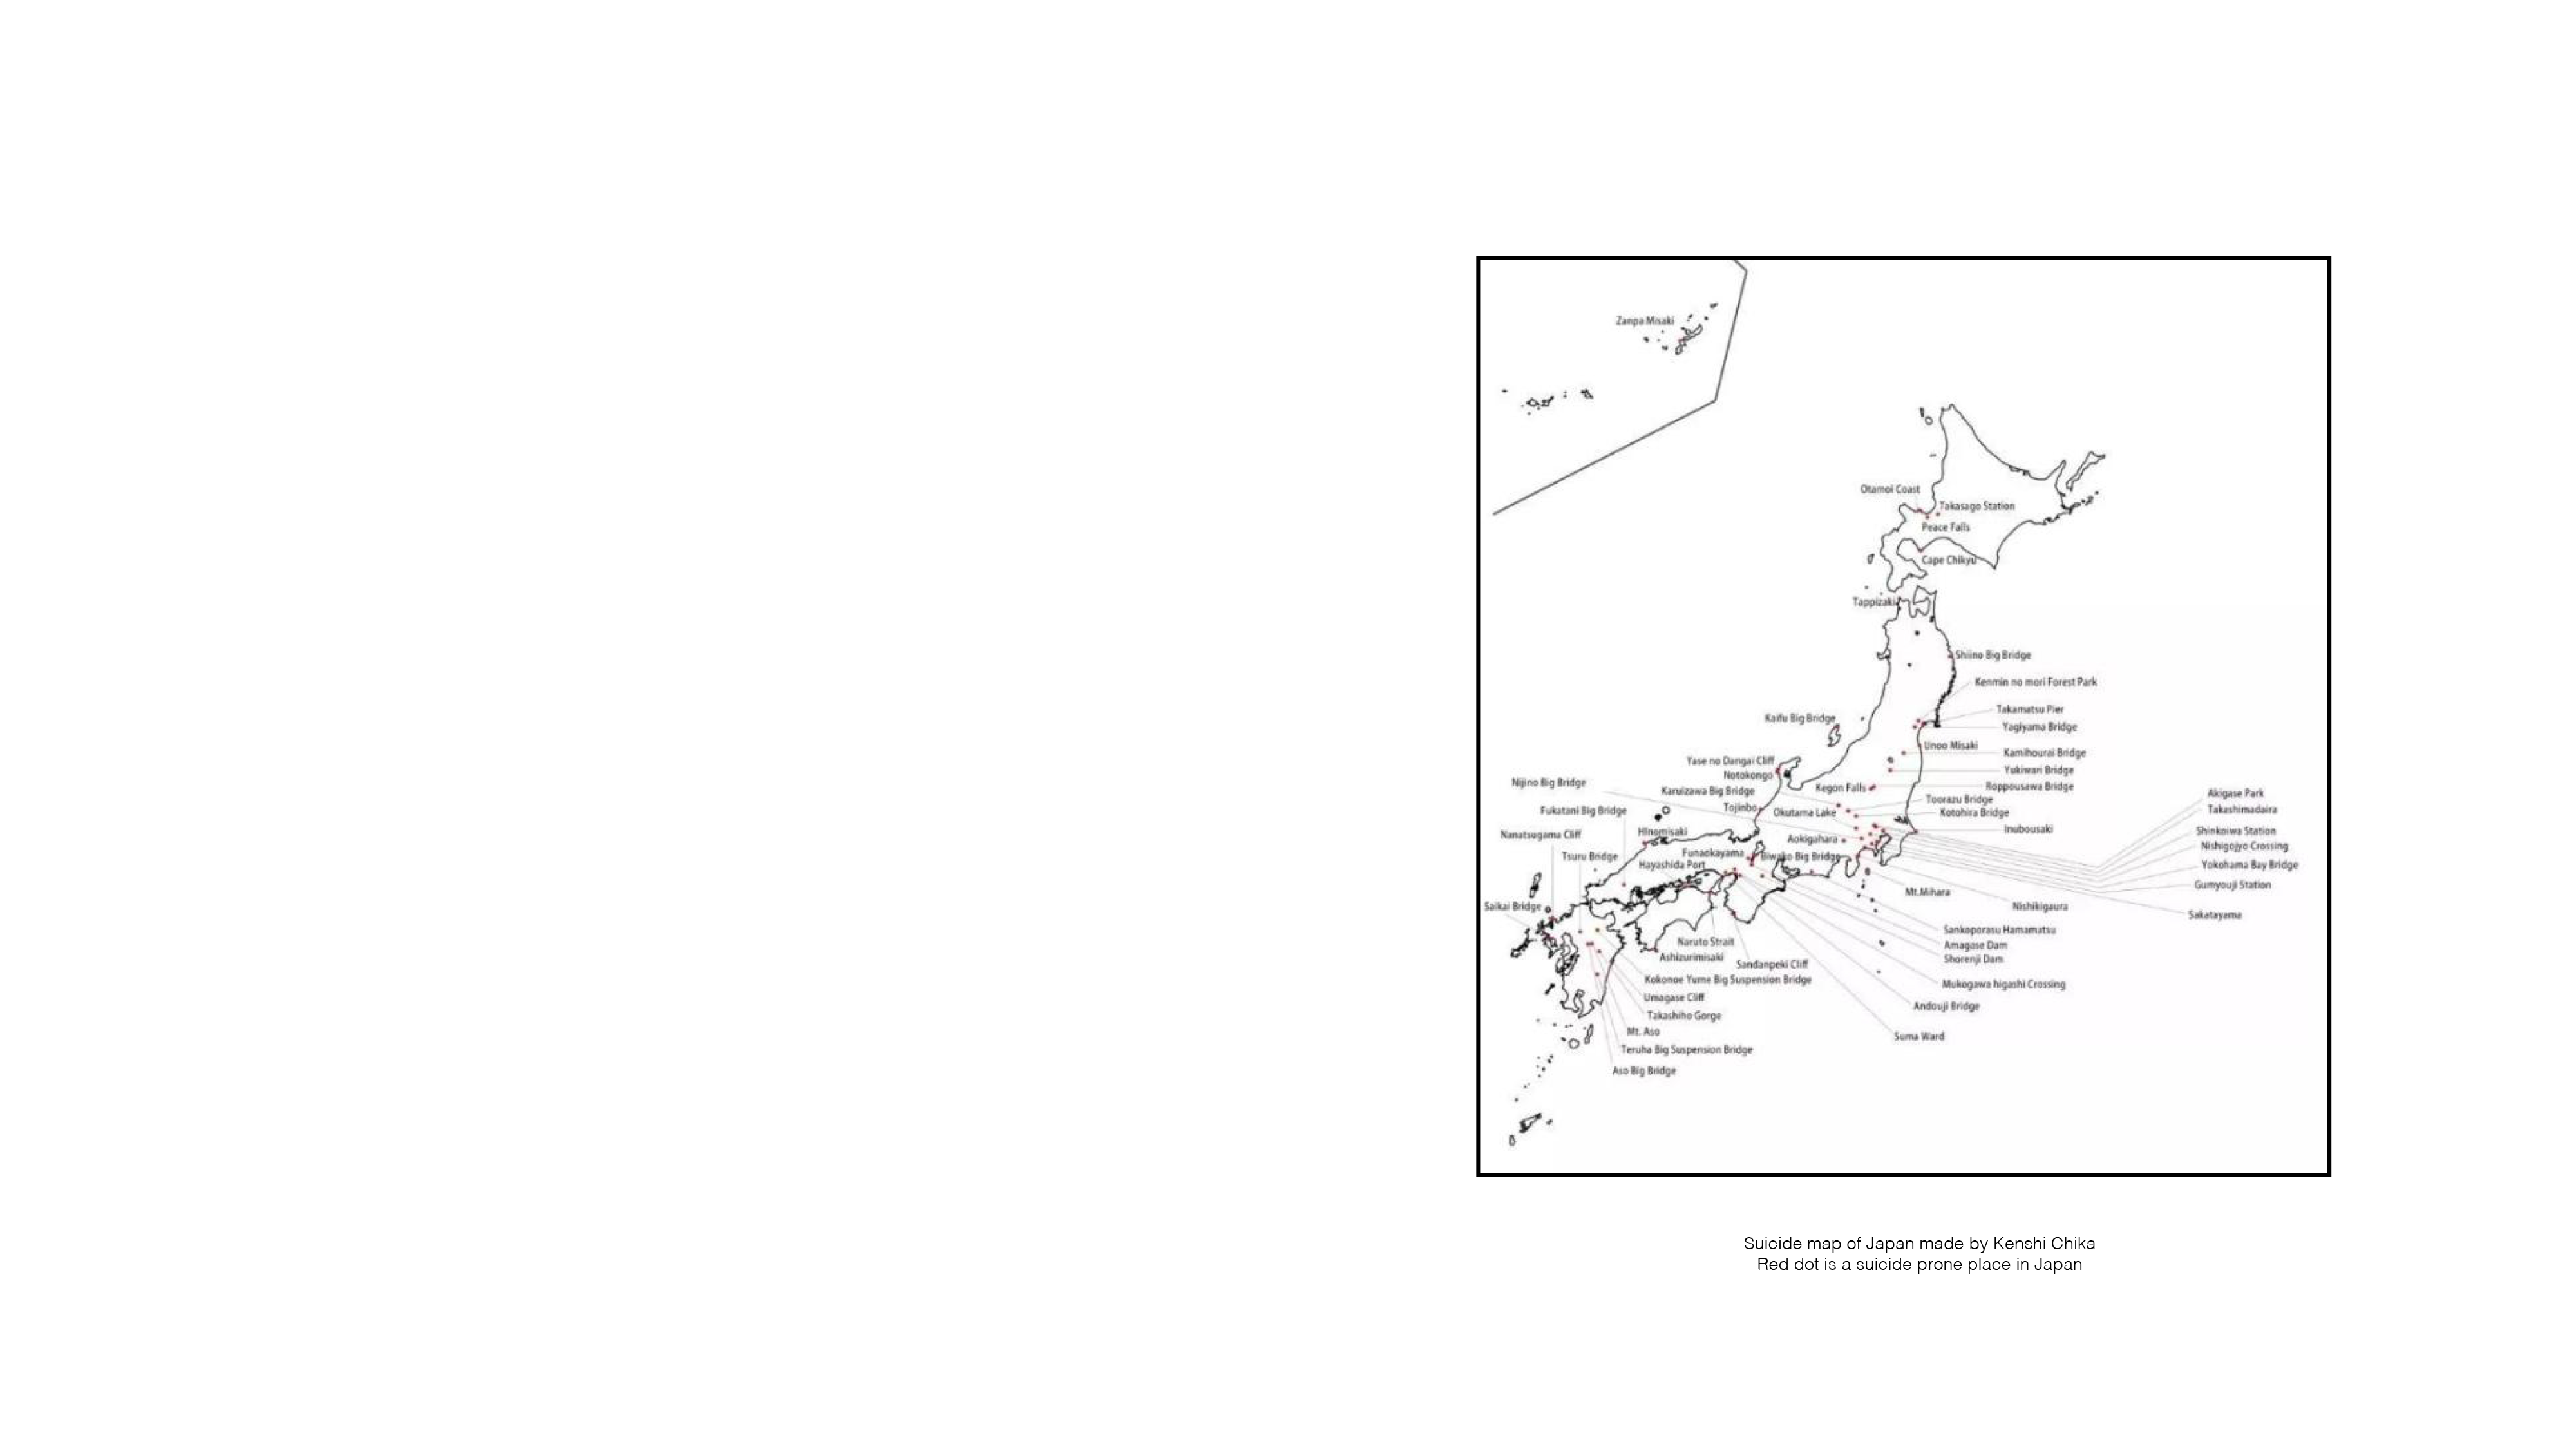 Zanpa Misaki
Otamoi Coast
Takasago Station
Peace Falls
Cape Chikyu
Tappizaki
Shiino Big Bridge
Kenmin no mori Forest Park
Takamatsu Pier
Kaifu Big Bridge
Yagiyama Bridge
Unoo Misaki
Kamihourai Bridge
Yase no Dangai Cliff
Yukiwari Bridge
Notokongo
Nijino Big Bridge
Kegon Falls
Roppousawa Bridge
Karuizawa Big Bridge
Akigase Park
Toorazu Bridge
Tojinbo
Takashimadaira
Fukatani Big Bridge
Okutama Lake
Kotohira Bridge
Inubousaki
Shinkoiwa Station
Hinomisaki
Nanatsugama Cliff
Aokigahara
Nishigojyo Crossing
Funaokayama
Tsuru Bridge
Biwako Big Bridge
Hayashida Port
Yokohama Bay Bridge
Gumyouji Station
Mt.Mihara
Saikai Bridge
Nishikigaura
Sakatayama
Sankoporasu Hamamatsu
Naruto Strait
Amagase Dam
Ashizurimisaki
Shorenji Dam
Sandanpeki Cliff
Kokonoe Yume Big Suspension Bridge
Mukogawa higashi Crossing
Umagase Cliff
Andouji Bridge
Takashiho Gorge
Mt. Aso
Suma Ward
Teruha Big Suspension Bridge
Aso Big Bridge
Suicide map of Japan made by Kenshi Chika
Red dot is a suicide prone place in Japan